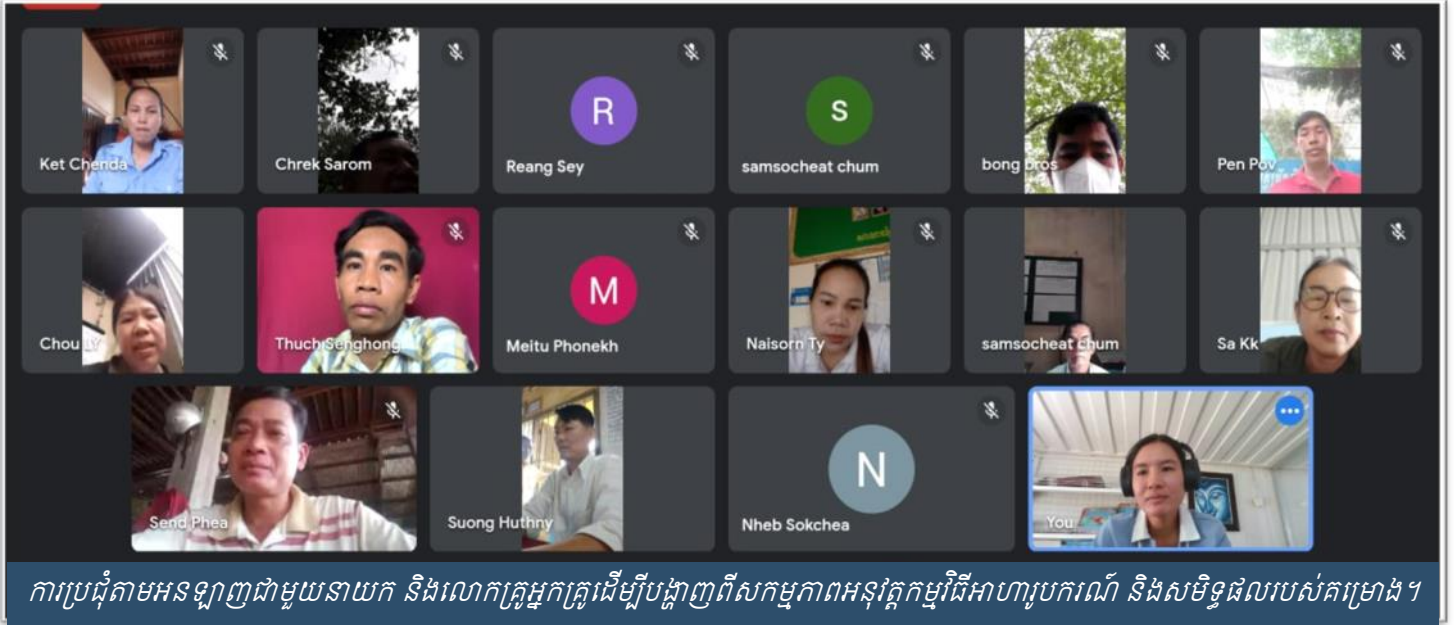 Ket Chenda
Chrek Sarom
R
Reang Sey
s
samsocheat chum
bong bros
Pen Pov
Chou LY
Thuch Senghong
M
Meitu Phonekh
Naisorn Ty
samsocheat chum
Sa Kk
Send Phea
Suong Huthny
N
Nheb Sokchea
You
ការប្រជុំតាមអនឡាញជាមួយនាយក និងលោកគ្រូអ្នកគ្រូដើម្បីបង្ហាញពីសកម្មភាពអនុវត្តកម្មវិធីអាហារូបករណ៍ និងសមិទ្ធផលរបស់គម្រោង។